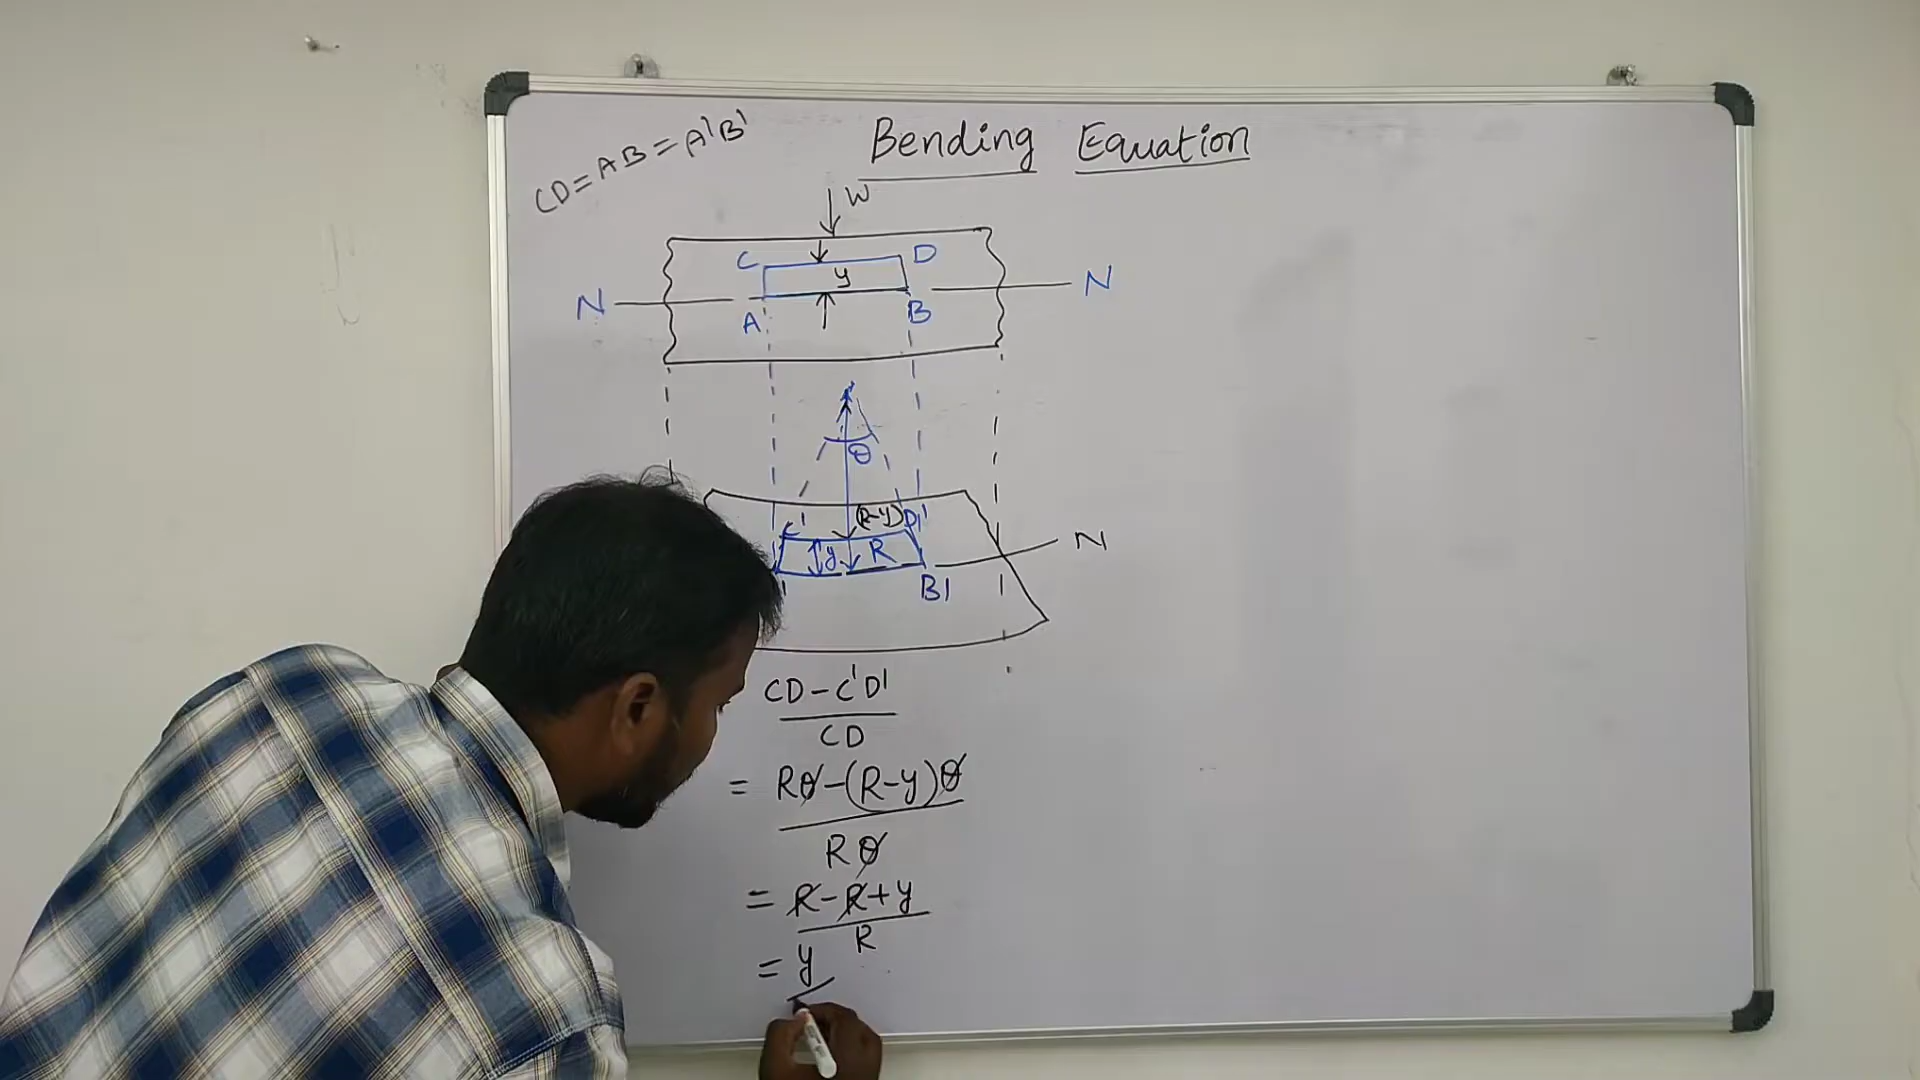 CD=AB=A'B'
Bending Equation
W
C D
y
N N
A B
θ
C' (R-y) D'
y R
N
B'
CD-C'D'
CD
= Rθ-(R-y)θ
Rθ
= R-R+y
R
= y